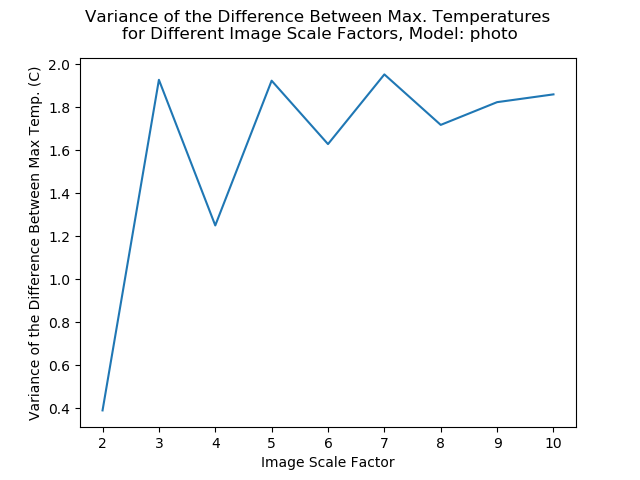 Variance of the Difference Between Max. Temperatures
for Different Image Scale Factors, Model: photo
Variance of the Difference Between Max Temp. (C)
2.0
1.8
1.6
1.4
1.2
1.0
0.8
0.6
0.4
2 3 4 5 6 7 8 9 10
Image Scale Factor